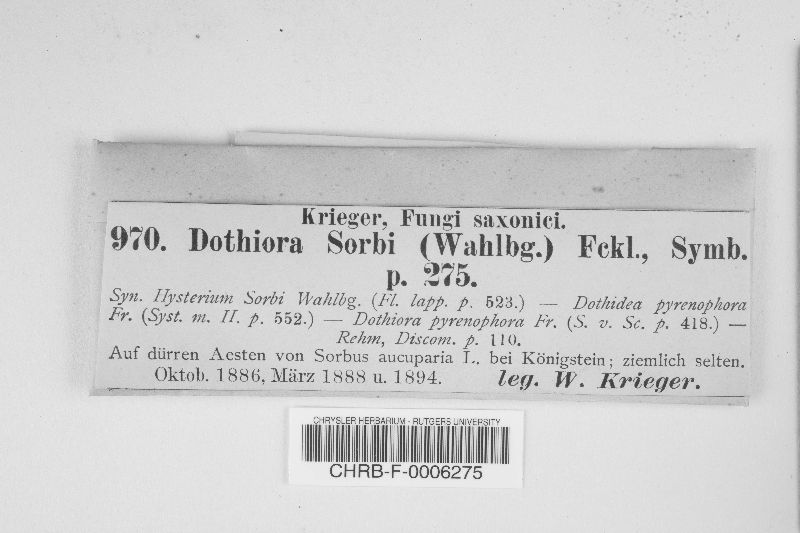 Krieger, Fungi saxonici.
970. Dothiora Sorbi (Wahlbg.) Fckl., Symb.
p. 275.
Syn. Hysterium Sorbi Wahlbg. (Fl. lapp. p. 523.) — Dothidea pyrenophora
Fr. (Syst. m. II. p. 552.) — Dothiora pyrenophora Fr. (S. v. Sc. p. 418.) —
Rehm, Discom. p. 110.
Auf dürren Aesten von Sorbus aucuparia L. bei Königstein; ziemlich selten.
Oktob. 1886, März 1888 u. 1894. leg. W. Krieger.
CHRYSLER HERBARIUM - RUTGERS UNIVERSITY
CHRB-F-0006275